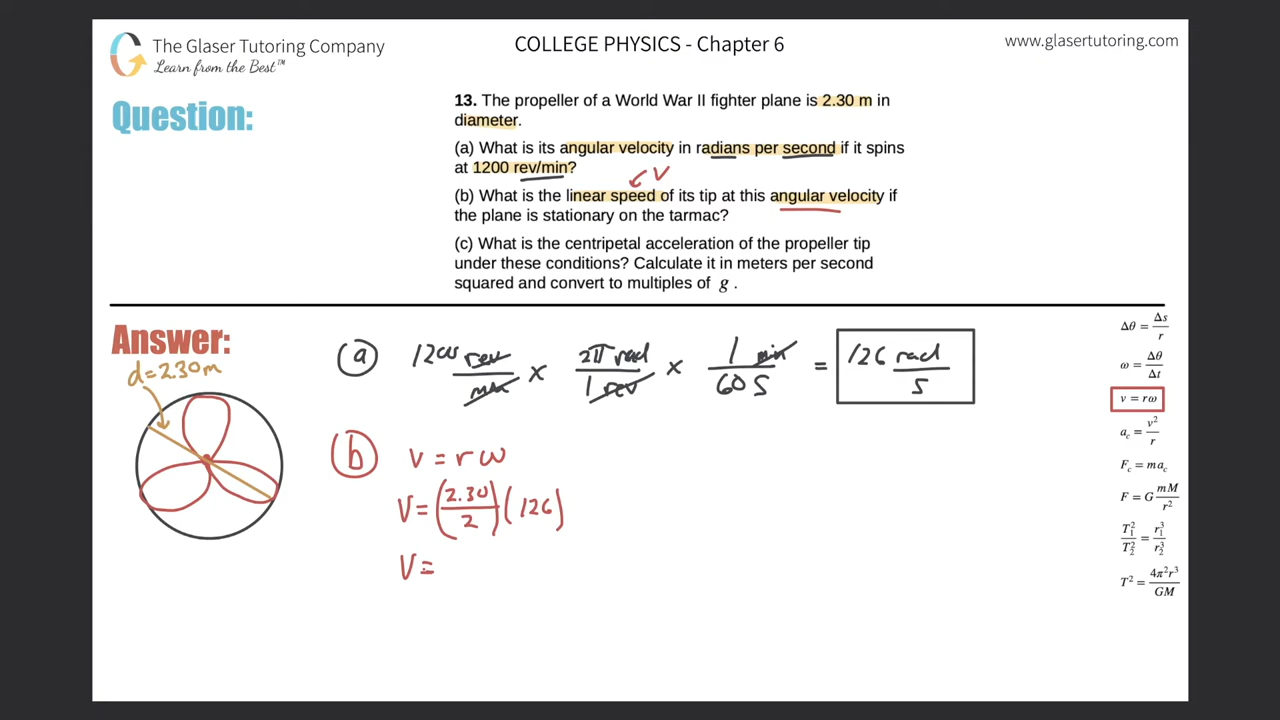 The Glaser Tutoring Company
Learn from the Best™
COLLEGE PHYSICS - Chapter 6
www.glasertutoring.com
Question:
13. The propeller of a World War II fighter plane is 2.30 m in
diameter.
(a) What is its angular velocity in radians per second if it spins
at 1200 rev/min?
V
(b) What is the linear speed of its tip at this angular velocity if
the plane is stationary on the tarmac?
(c) What is the centripetal acceleration of the propeller tip
under these conditions? Calculate it in meters per second
squared and convert to multiples of g .
Answer:
d=2.30m
(a) 1200 rev/min × 2π rad/1 rev × 1 min/60 s = 126 rad/s
(b) v = rω
V = (2.30/2)(126)
V =
Δθ = Δs/r
ω = Δθ/Δt
v = rω
a_c = v²/r
F_c = ma_c
F = G mM/r²
T₁²/T₂² = r₁³/r₂³
T² = 4π²r³/GM